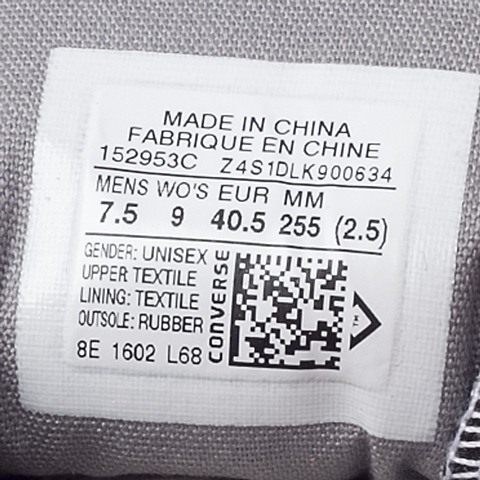 MADE IN CHINA
FABRIQUE EN CHINE
152953C Z4S1DLK900634
MENS WO'S EUR MM
7.5 9 40.5 255 (2.5)
GENDER: UNISEX
UPPER TEXTILE
LINING: TEXTILE
OUTSOLE: RUBBER
8E 1602 L68
CONVERSE
TM